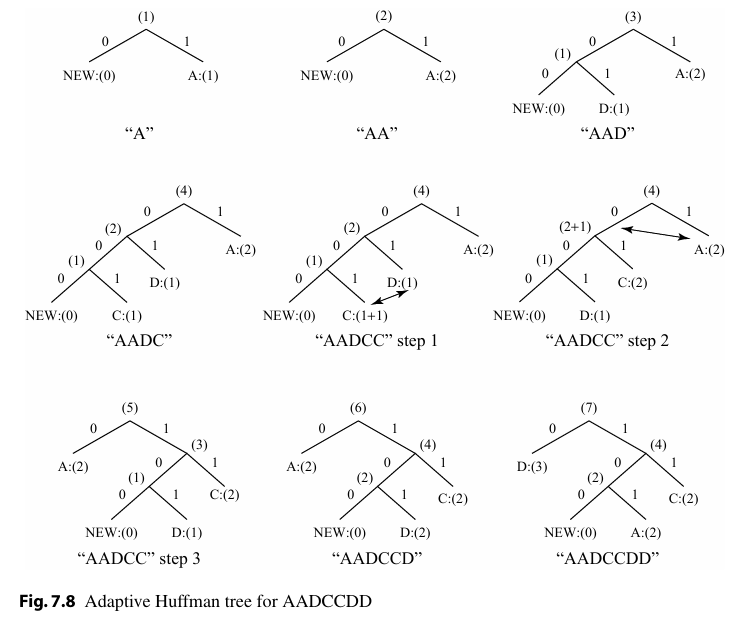 (1)
0 1
NEW:(0) A:(1)
“A”
(2)
0 1
NEW:(0) A:(2)
“AA”
(3)
0 1
(1)
A:(2)
0 1
NEW:(0) D:(1)
“AAD”
(4)
0 1
(2)
A:(2)
0 1
(1)
D:(1)
0 1
NEW:(0) C:(1)
“AADC”
(4)
0 1
(2)
A:(2)
0 1
(1)
D:(1)
0 1
NEW:(0) C:(1+1)
“AADCC” step 1
(4)
0 1
(2+1)
A:(2)
0 1
(1)
C:(2)
0 1
NEW:(0) D:(1)
“AADCC” step 2
(5)
0 1
(3)
A:(2)
0 1
(1)
C:(2)
0 1
NEW:(0) D:(1)
“AADCC” step 3
(6)
0 1
(4)
A:(2)
0 1
(2)
C:(2)
0 1
NEW:(0) D:(2)
“AADCCD”
(7)
0 1
(4)
D:(3)
0 1
(2)
C:(2)
0 1
NEW:(0) A:(2)
“AADCCDD”
Fig. 7.8 Adaptive Huffman tree for AADCCDD